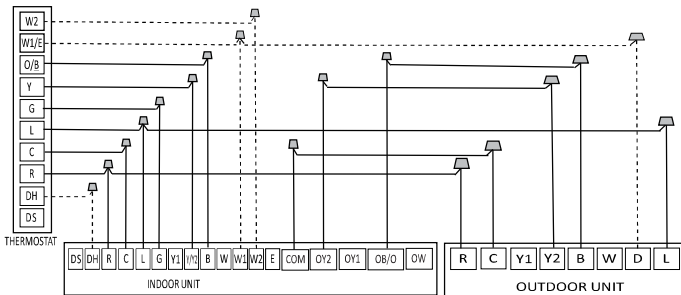 W2
W1/E
O/B
Y
G
L
C
R
DH
DS
THERMOSTAT
DS DH R C L G Y1 Y/Y2 B W W1 W2 E COM OY2 OY1 OB/O OW
INDOOR UNIT
R C Y1 Y2 B W D L
OUTDOOR UNIT